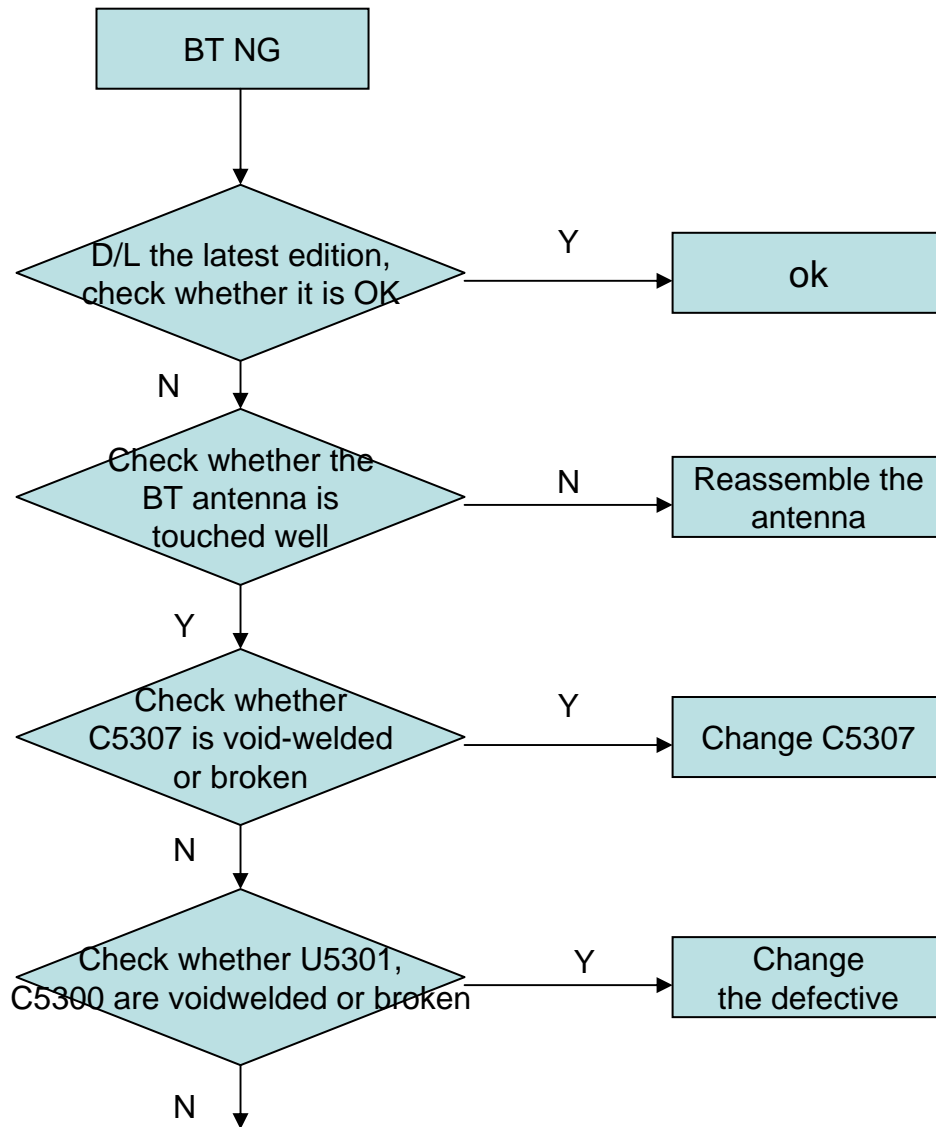 BT NG
D/L the latest edition,
check whether it is OK
Y
ok
N
Check whether the
BT antenna is
touched well
N
Reassemble the
antenna
Y
Check whether
C5307 is void-welded
or broken
Y
Change C5307
N
Check whether U5301,
C5300 are voidwelded or broken
Y
Change
the defective
N